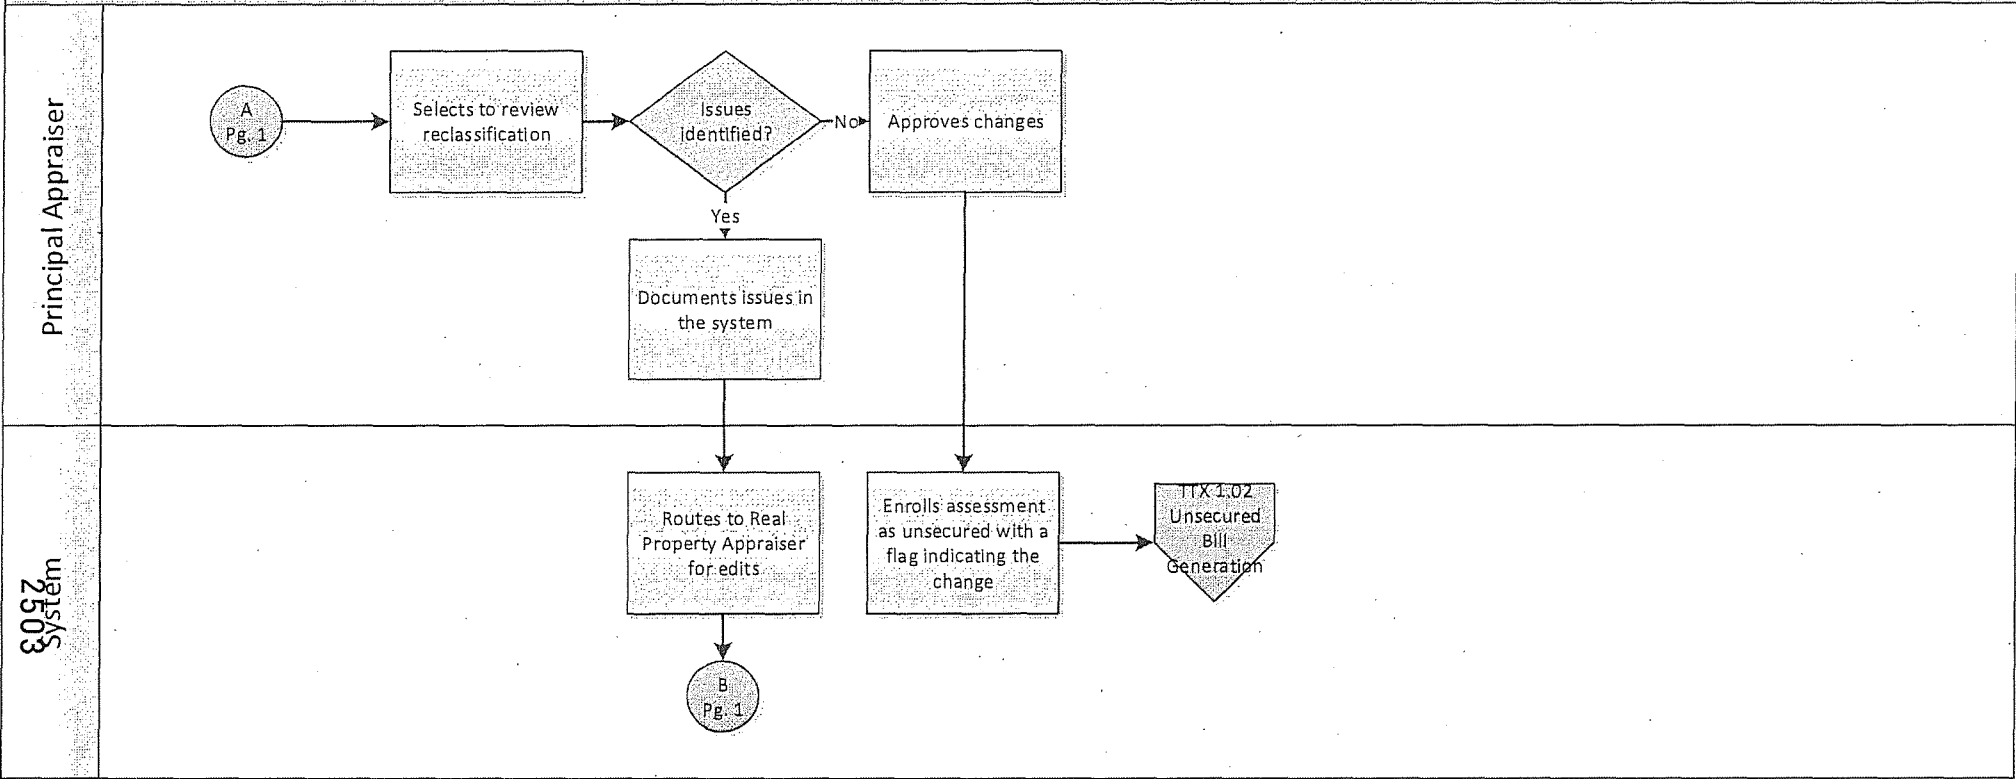 Principal Appraiser
A
Pg. 1
Selects to review
reclassification
Issues
identified?
No
Approves changes
Yes
Documents issues in
the system
System
2503
Routes to Real
Property Appraiser
for edits
Enrolls assessment
as unsecured with a
flag indicating the
change
TTX 1.02
Unsecured
Bill
Generation
B
Pg. 1